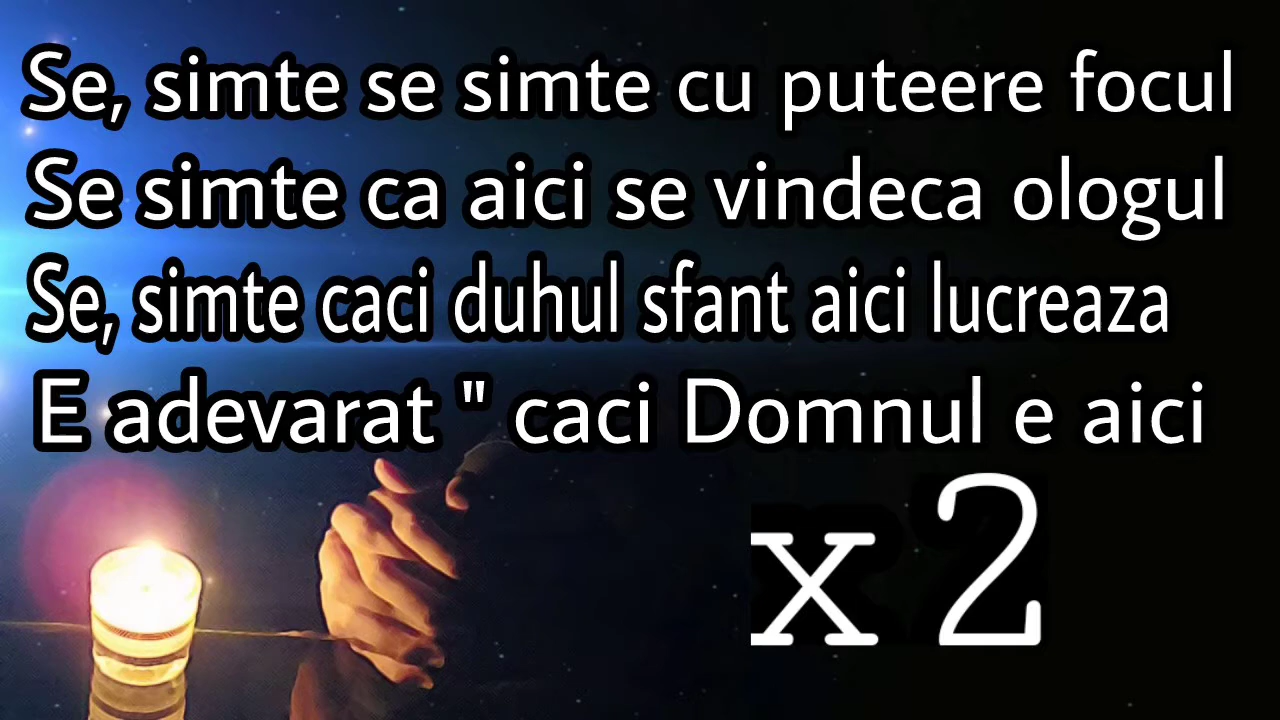 Se, simte se simte cu puteere focul
Se simte ca aici se vindeca ologul
Se, simte caci duhul sfant aici lucreaza
E adevarat " caci Domnul e aici
x 2